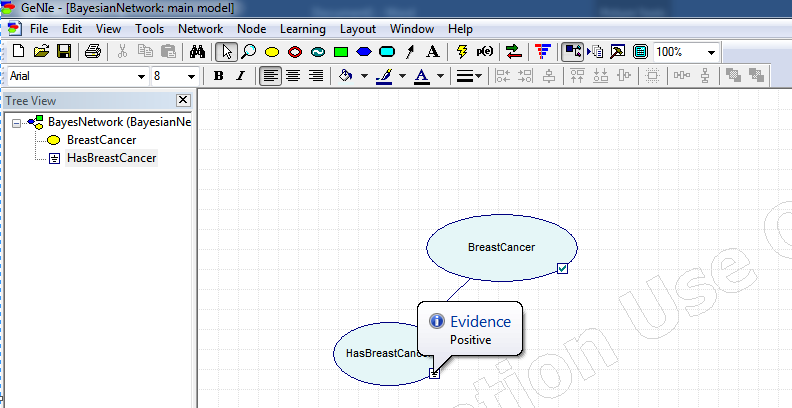 GeNIe - [BayesianNetwork: main model]
File Edit View Tools Network Node Learning Layout Window Help
p(e) 100%
A
Arial 8 B I A
Tree View
BayesNetwork (BayesianNe
BreastCancer
HasBreastCancer
BreastCancer
Evidence
Positive
HasBreastCance
tion Use O